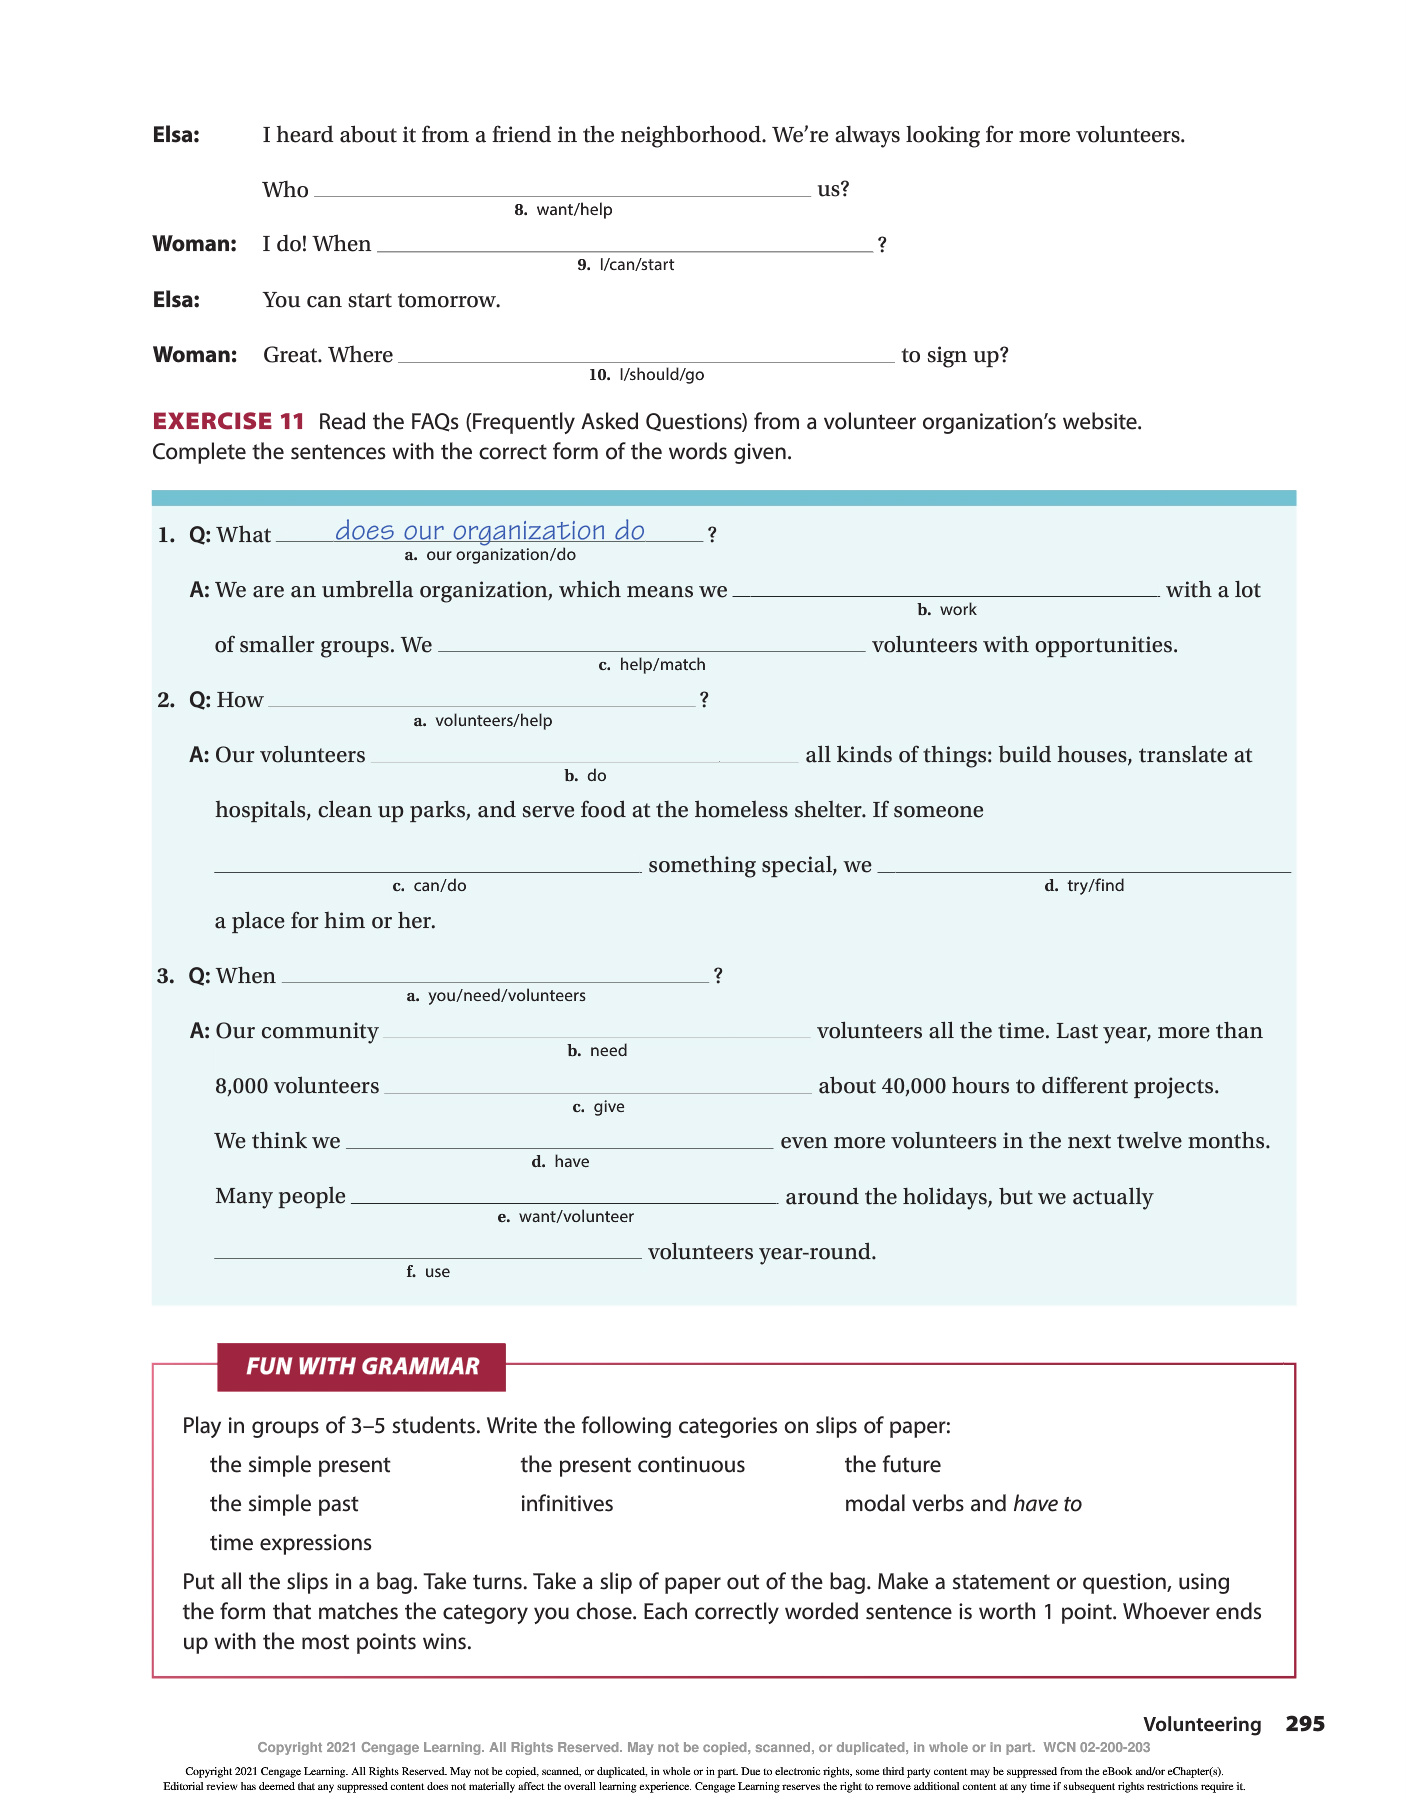 Elsa: I heard about it from a friend in the neighborhood. We're always looking for more volunteers.
Who ______ us?
8. want/help
Woman: I do! When ______ ?
9. I/can/start
Elsa: You can start tomorrow.
Woman: Great. Where ______ to sign up?
10. I/should/go
EXERCISE 11 Read the FAQs (Frequently Asked Questions) from a volunteer organization's website.
Complete the sentences with the correct form of the words given.
1. Q: What does our organization do ?
a. our organization/do
A: We are an umbrella organization, which means we ______ with a lot
b. work
of smaller groups. We ______ volunteers with opportunities.
c. help/match
2. Q: How ______ ?
a. volunteers/help
A: Our volunteers ______ all kinds of things: build houses, translate at
b. do
hospitals, clean up parks, and serve food at the homeless shelter. If someone
______ something special, we ______
c. can/do d. try/find
a place for him or her.
3. Q: When ______ ?
a. you/need/volunteers
A: Our community ______ volunteers all the time. Last year, more than
b. need
8,000 volunteers ______ about 40,000 hours to different projects.
c. give
We think we ______ even more volunteers in the next twelve months.
d. have
Many people ______ around the holidays, but we actually
e. want/volunteer
______ volunteers year-round.
f. use
FUN WITH GRAMMAR
Play in groups of 3–5 students. Write the following categories on slips of paper:
the simple present the present continuous the future
the simple past infinitives modal verbs and have to
time expressions
Put all the slips in a bag. Take turns. Take a slip of paper out of the bag. Make a statement or question, using
the form that matches the category you chose. Each correctly worded sentence is worth 1 point. Whoever ends
up with the most points wins.
Volunteering 295
Copyright 2021 Cengage Learning. All Rights Reserved. May not be copied, scanned, or duplicated, in whole or in part. WCN 02-200-203
Copyright 2021 Cengage Learning. All Rights Reserved. May not be copied, scanned, or duplicated, in whole or in part. Due to electronic rights, some third party content may be suppressed from the eBook and/or eChapter(s).
Editorial review has deemed that any suppressed content does not materially affect the overall learning experience. Cengage Learning reserves the right to remove additional content at any time if subsequent rights restrictions require it.